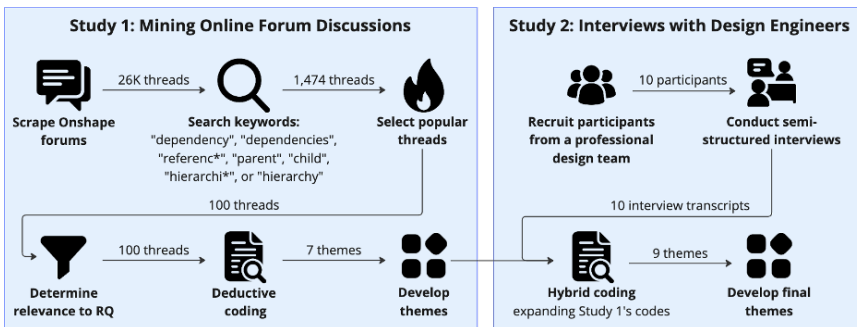 Study 1: Mining Online Forum Discussions
26K threads
1,474 threads
Scrape Onshape
forums
Search keywords:
"dependency", "dependencies",
"referenc*", "parent", "child",
"hierarchi*", or "hierarchy"
Select popular
threads
100 threads
100 threads
7 themes
Determine
relevance to RQ
Deductive
coding
Develop
themes
Study 2: Interviews with Design Engineers
10 participants
Recruit participants
from a professional
design team
Conduct semi-
structured interviews
10 interview transcripts
9 themes
Hybrid coding
expanding Study 1's codes
Develop final
themes